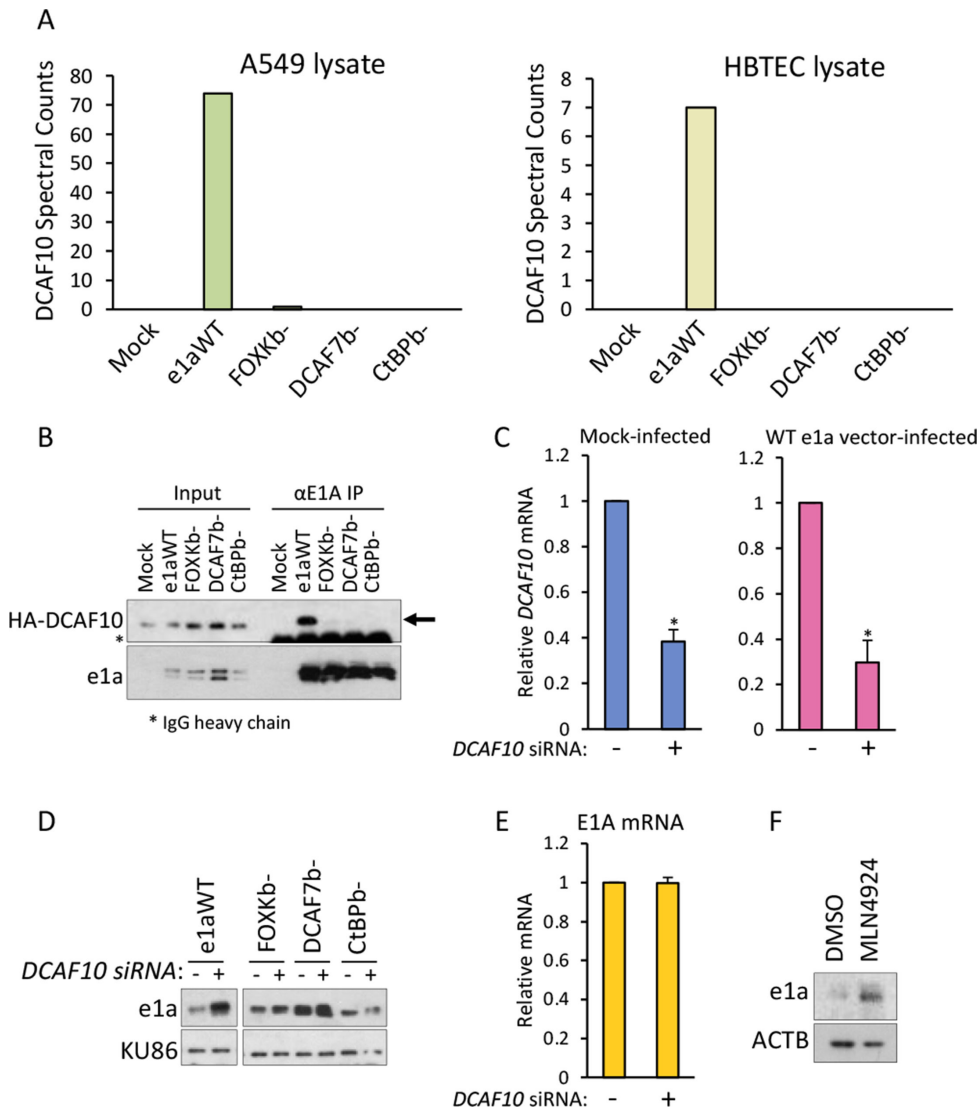 A
A549 lysate
DCAF10 Spectral Counts
80
70
60
50
40
30
20
10
0
Mock
e1aWT
FOXKb-
DCAF7b-
CtBPb-
HBTEC lysate
DCAF10 Spectral Counts
8
7
6
5
4
3
2
1
0
Mock
e1aWT
FOXKb-
DCAF7b-
CtBPb-
B
Input
αE1A IP
Mock
e1aWT
FOXKb-
DCAF7b-
CtBPb-
Mock
e1aWT
FOXKb-
DCAF7b-
CtBPb-
HA-DCAF10
*
e1a
* IgG heavy chain
C
Mock-infected
Relative DCAF10 mRNA
1.2
1
0.8
0.6
0.4
0.2
0
*
WT e1a vector-infected
1.2
1
0.8
0.6
0.4
0.2
0
*
DCAF10 siRNA: - + - +
D
e1aWT
FOXKb-
DCAF7b-
CtBPb-
DCAF10 siRNA: - + - + - + - +
e1a
KU86
E
E1A mRNA
Relative mRNA
1.2
1
0.8
0.6
0.4
0.2
0
DCAF10 siRNA: - +
F
DMSO
MLN4924
e1a
ACTB